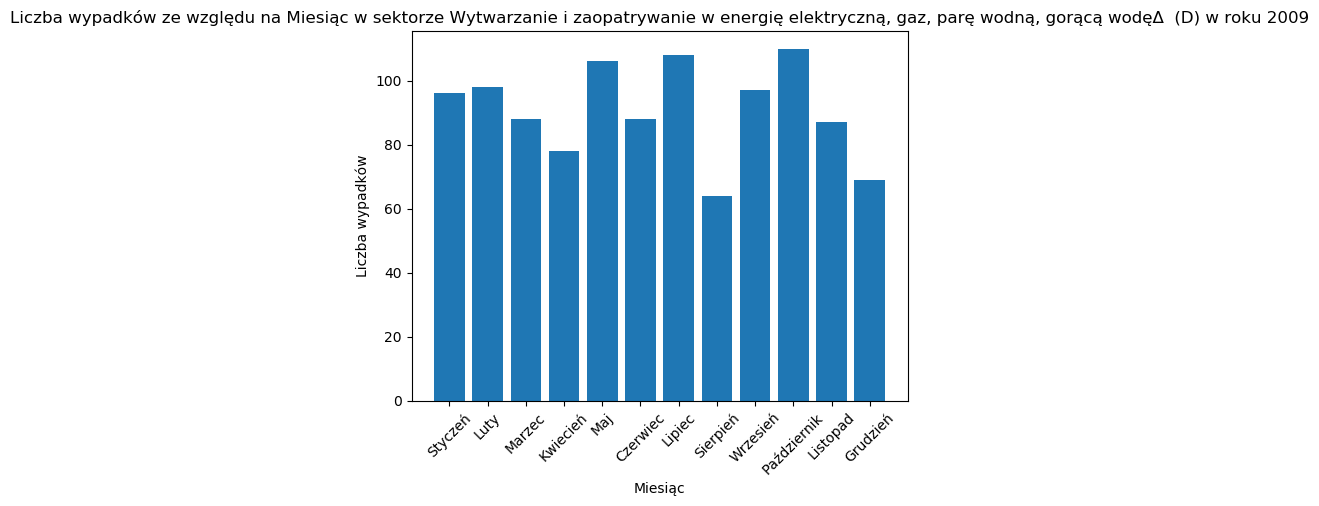 Liczba wypadków ze względu na Miesiąc w sektorze Wytwarzanie i zaopatrywanie w energię elektryczną, gaz, parę wodną, gorącą wodęΔ  (D) w roku 2009
100
80
60
40
20
0
Liczba wypadków
Styczeń
Luty
Marzec
Kwiecień
Maj
Czerwiec
Lipiec
Sierpień
Wrzesień
Październik
Listopad
Grudzień
Miesiąc